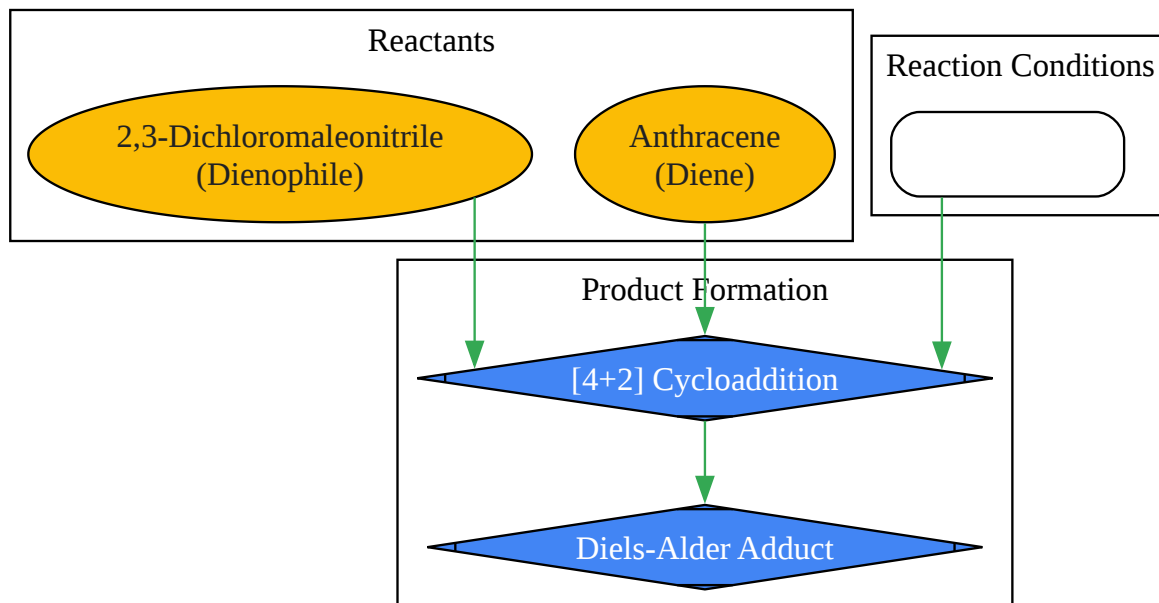 Reactants
Reaction Conditions
2,3-Dichloromaleonitrile
(Dienophile)
Anthracene
(Diene)
Product Formation
[4+2] Cycloaddition
Diels-Alder Adduct